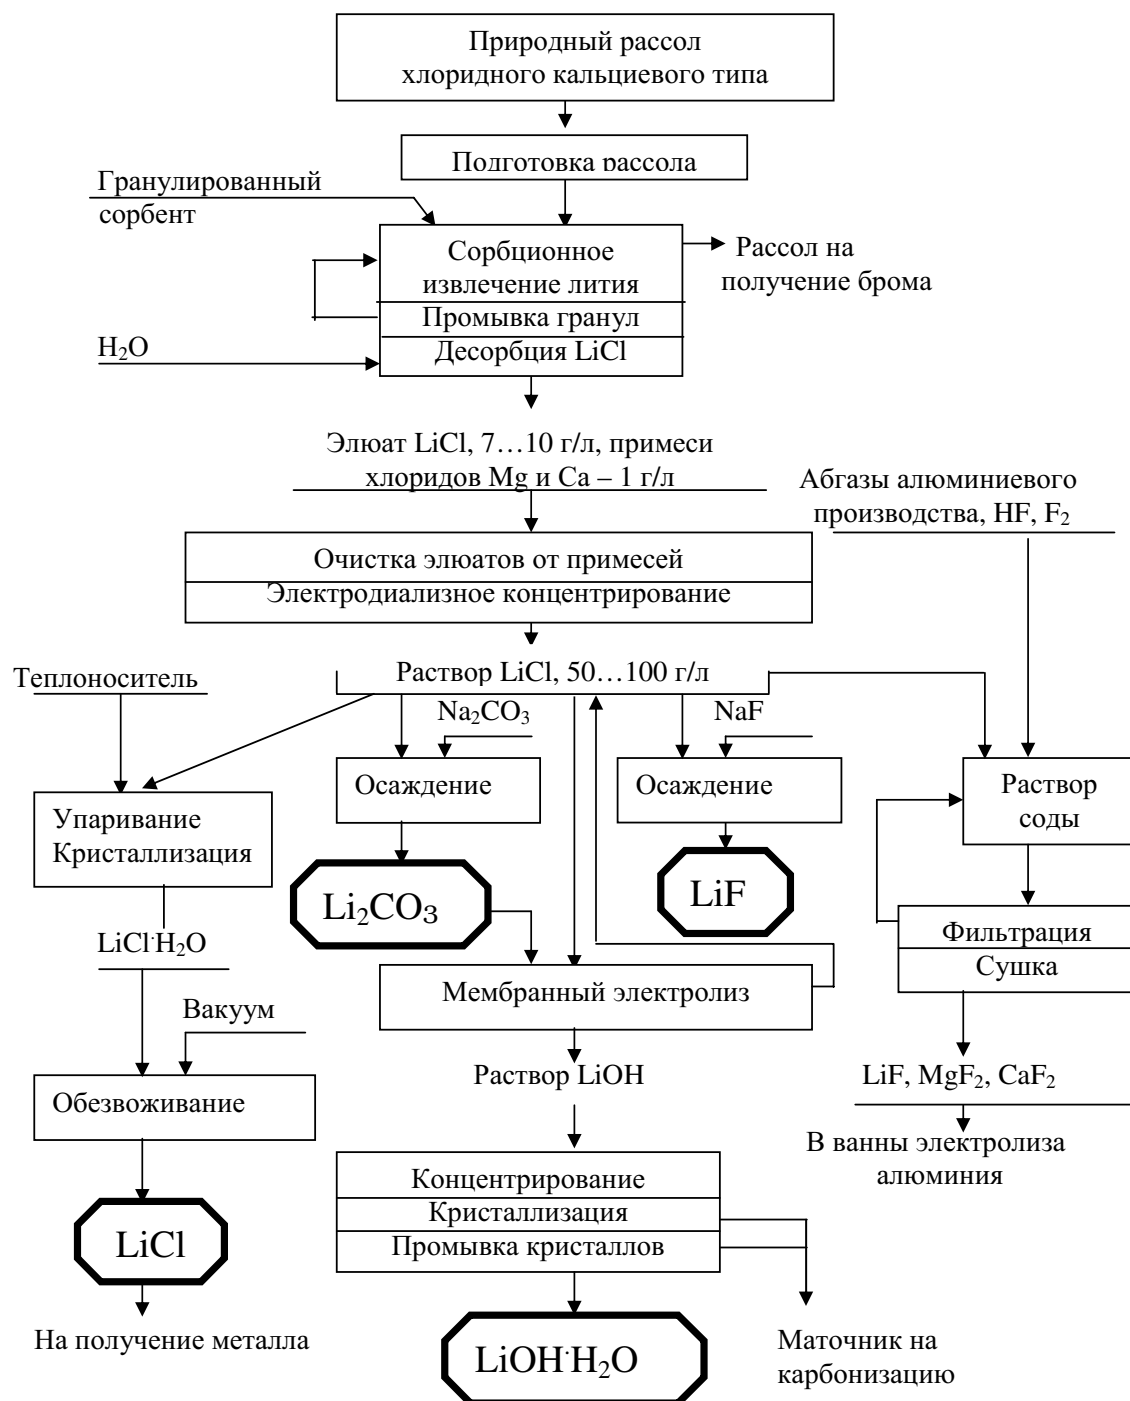 Природный рассол
хлоридного кальциевого типа
Подготовка рассола
Гранулированный
сорбент
Сорбционное
извлечение лития
Промывка гранул
Десорбция LiCl
Рассол на
получение брома
H₂O
Элюат LiCl, 7…10 г/л, примеси
хлоридов Mg и Ca – 1 г/л
Абгазы алюминиевого
производства, HF, F₂
Очистка элюатов от примесей
Электродиализное концентрирование
Теплоноситель
Раствор LiCl, 50…100 г/л
Na₂CO₃
NaF
Осаждение
Осаждение
Раствор
соды
Упаривание
Кристаллизация
Li₂CO₃
LiF
Фильтрация
Сушка
LiCl·H₂O
Мембранный электролиз
Вакуум
Раствор LiOH
LiF, MgF₂, CaF₂
Обезвоживание
В ванны электролиза
алюминия
Концентрирование
Кристаллизация
Промывка кристаллов
LiCl
На получение металла
LiOH·H₂O
Маточник на
карбонизацию